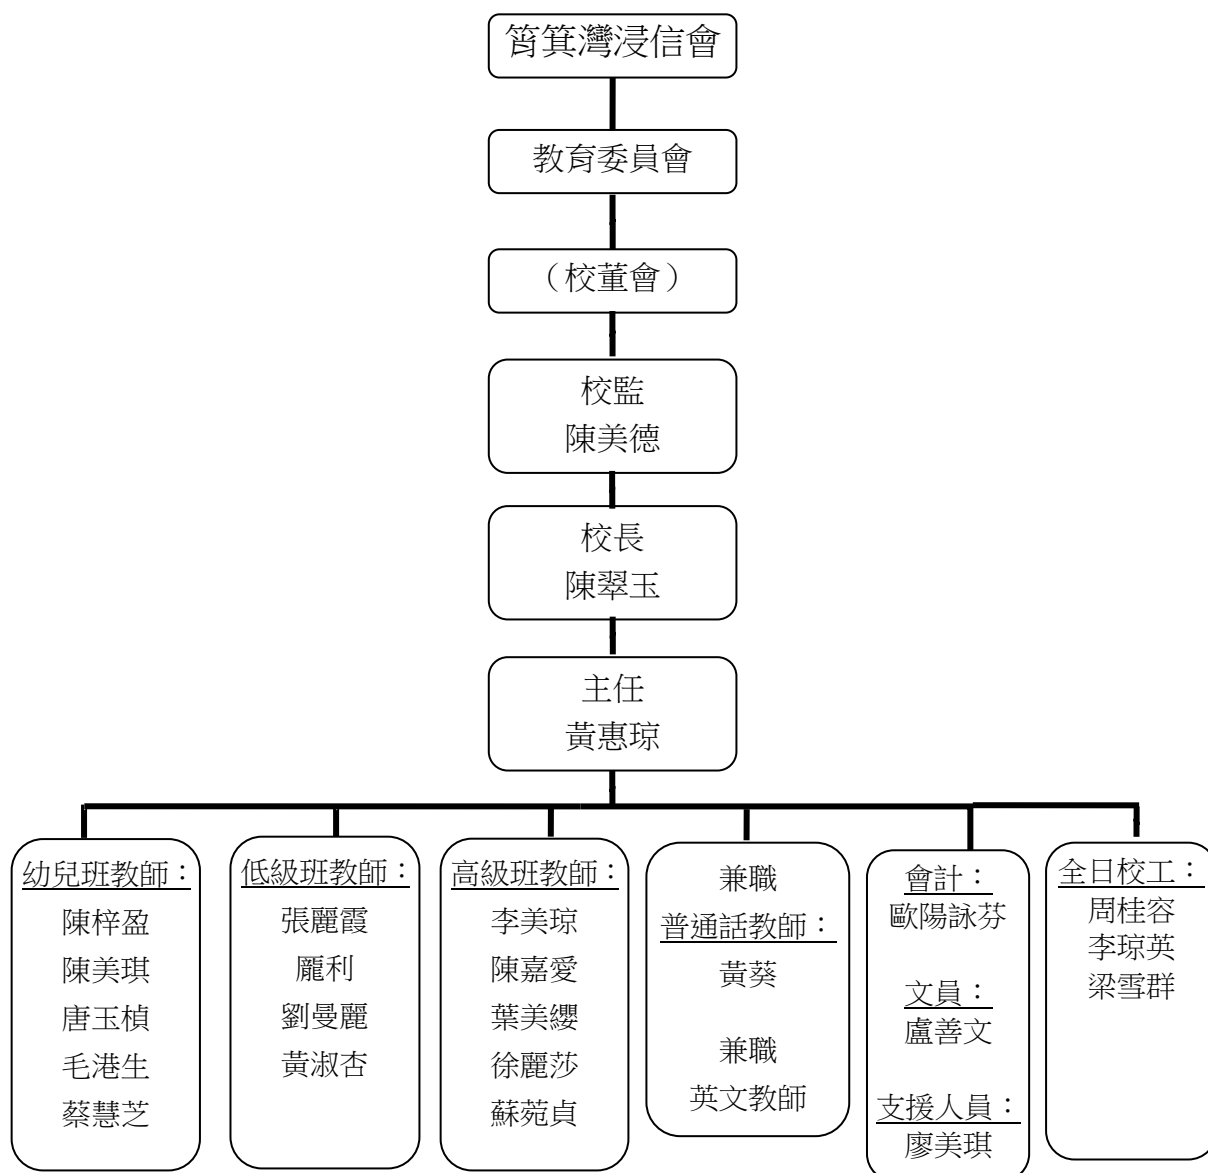 筲箕灣浸信會
教育委員會
（校董會）
校監
陳美德
校長
陳翠玉
主任
黃惠琼
幼兒班教師：
陳梓盈
陳美琪
唐玉楨
毛港生
蔡慧芝
低級班教師：
張麗霞
龎利
劉曼麗
黃淑杏
高級班教師：
李美琼
陳嘉愛
葉美纓
徐麗莎
蘇菀貞
兼職
普通話教師：
黃葵
兼職
英文教師
會計：
歐陽詠芬
文員：
盧善文
支援人員：
廖美琪
全日校工：
周桂容
李琼英
梁雪群